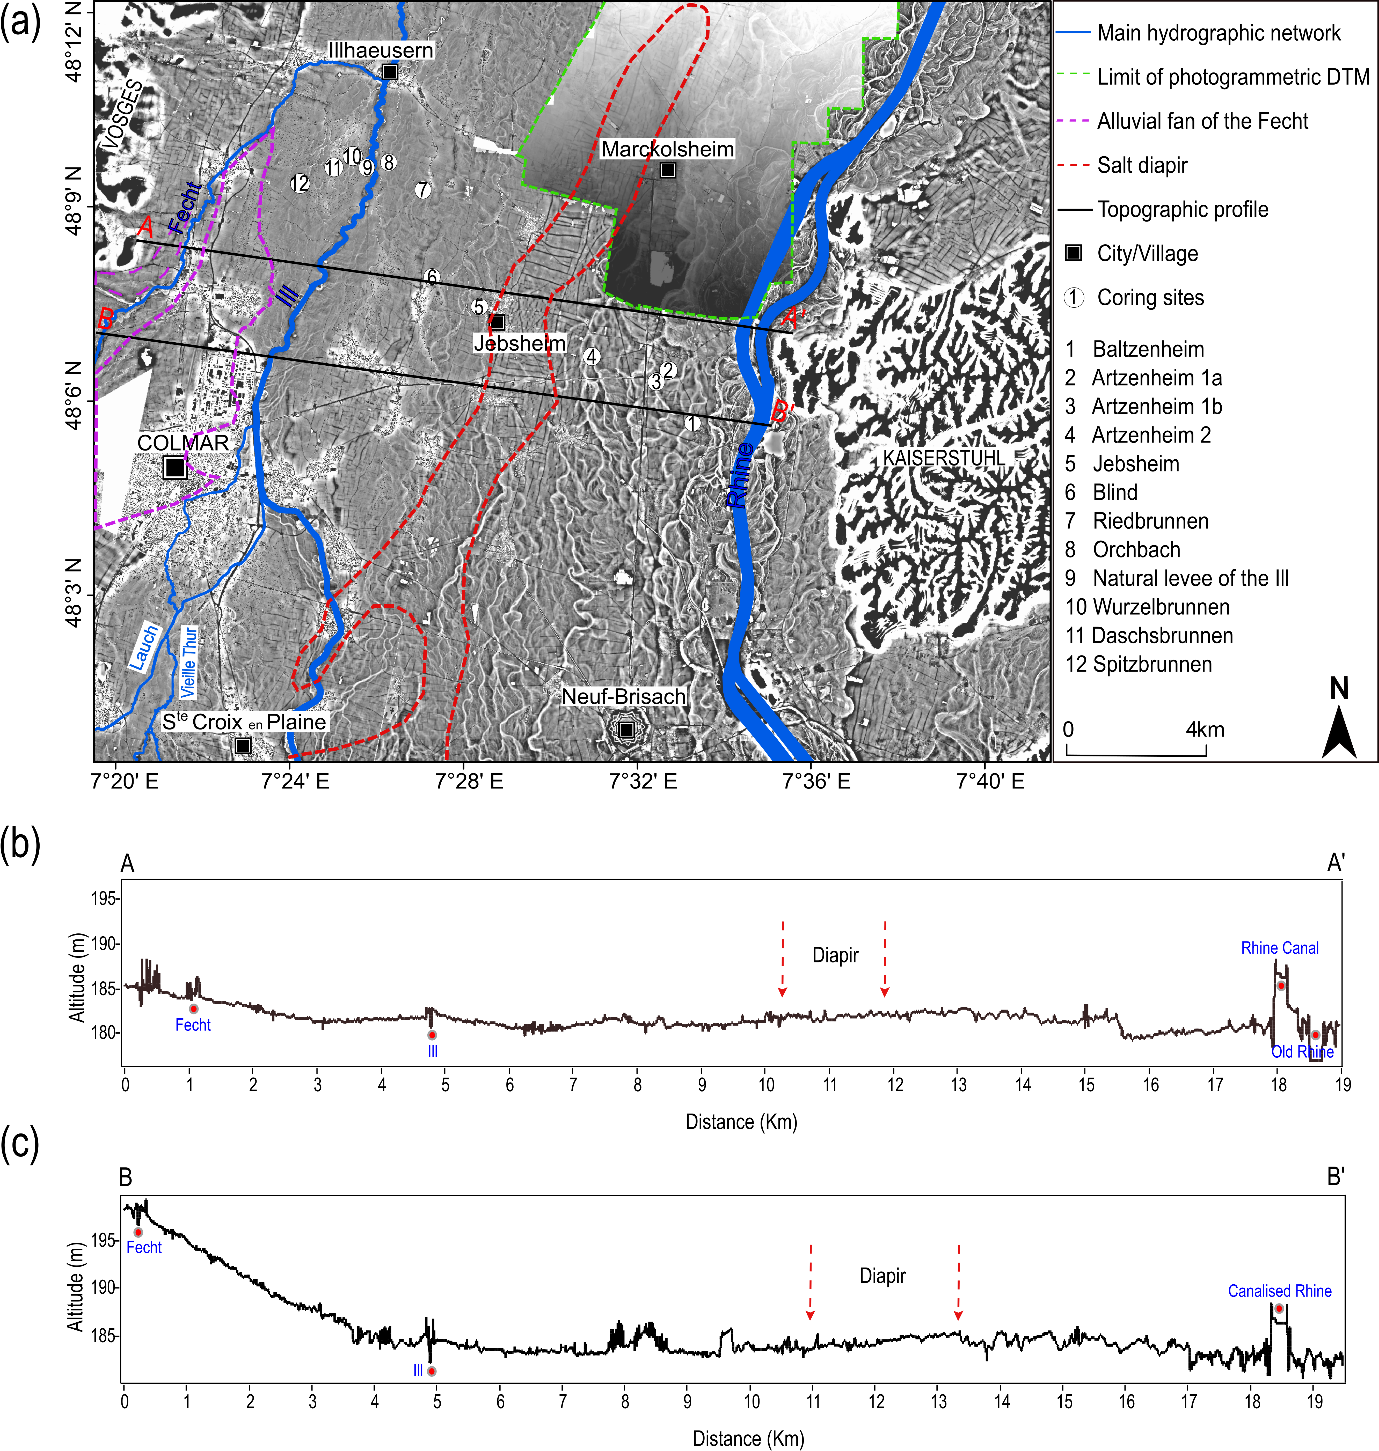 (a)
48°12' N
48°9' N
48°6' N
48°3' N
7°20' E
7°24' E
7°28' E
7°32' E
7°36' E
7°40' E
VOSGES
Illhaeusern
Marckolsheim
Fecht
Ill
A
A'
B
B'
Jebsheim
COLMAR
KAISERSTUHL
Rhine
Lauch
Vieille Thur
Ste Croix en Plaine
Neuf-Brisach
12
11
10
9
8
7
6
5
4
3
2
1
Main hydrographic network
Limit of photogrammetric DTM
Alluvial fan of the Fecht
Salt diapir
Topographic profile
City/Village
1 Coring sites
1 Baltzenheim
2 Artzenheim 1a
3 Artzenheim 1b
4 Artzenheim 2
5 Jebsheim
6 Blind
7 Riedbrunnen
8 Orchbach
9 Natural levee of the Ill
10 Wurzelbrunnen
11 Daschsbrunnen
12 Spitzbrunnen
N
0 4km
(b)
A A'
Altitude (m)
195
190
185
180
Diapir
Rhine Canal
Fecht
Ill
Old Rhine
0 1 2 3 4 5 6 7 8 9 10 11 12 13 14 15 16 17 18 19
Distance (Km)
(c)
B B'
Altitude (m)
195
190
185
Fecht
Diapir
Canalised Rhine
Ill
0 1 2 3 4 5 6 7 8 9 10 11 12 13 14 15 16 17 18 19
Distance (Km)